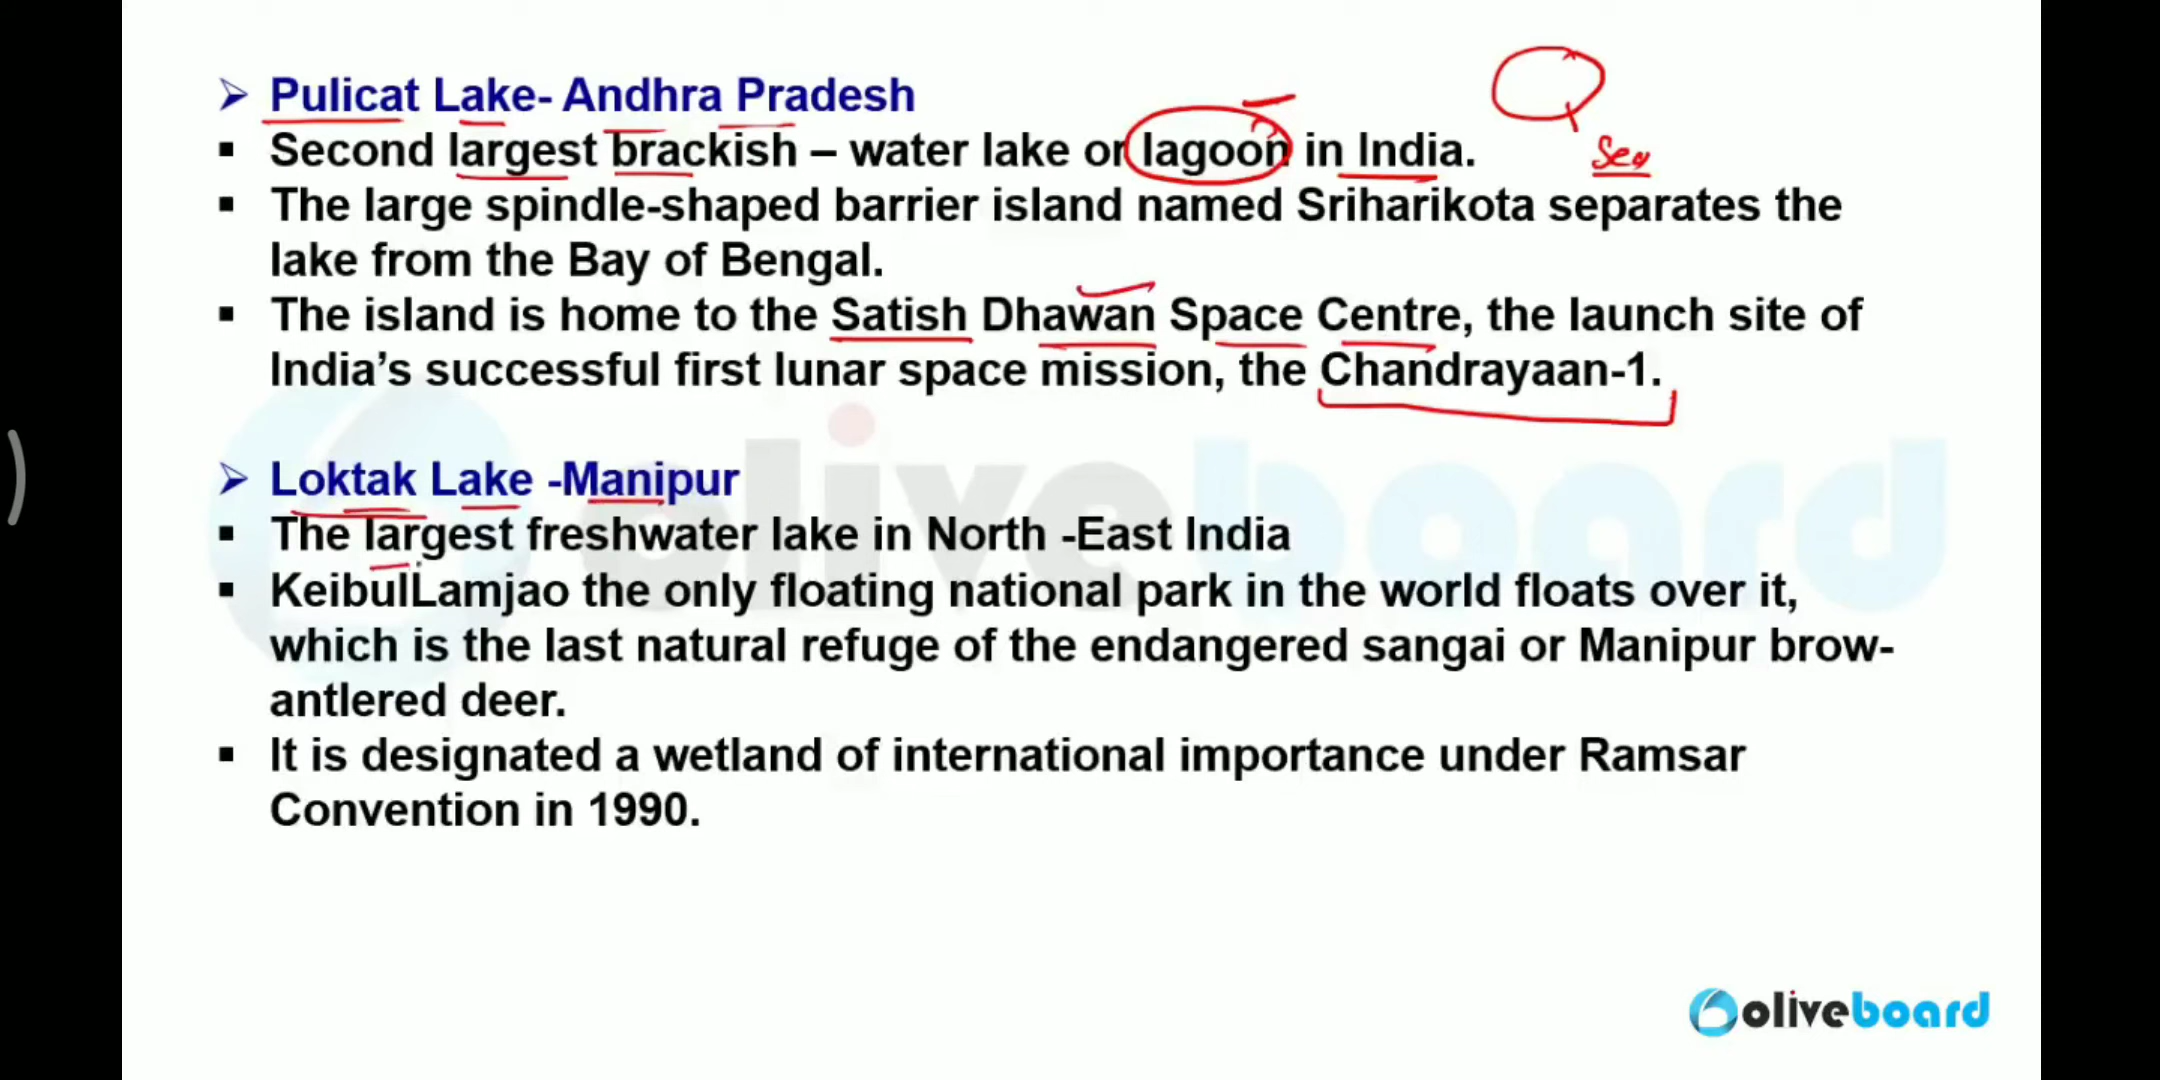 ➢ Pulicat Lake- Andhra Pradesh
▪ Second largest brackish – water lake or lagoon in India.
Sea
▪ The large spindle-shaped barrier island named Sriharikota separates the
lake from the Bay of Bengal.
▪ The island is home to the Satish Dhawan Space Centre, the launch site of
India’s successful first lunar space mission, the Chandrayaan-1.
➢ Loktak Lake -Manipur
▪ The largest freshwater lake in North -East India
▪ KeibulLamjao the only floating national park in the world floats over it,
which is the last natural refuge of the endangered sangai or Manipur brow-
antlered deer.
▪ It is designated a wetland of international importance under Ramsar
Convention in 1990.
oliveboard
oliveboard